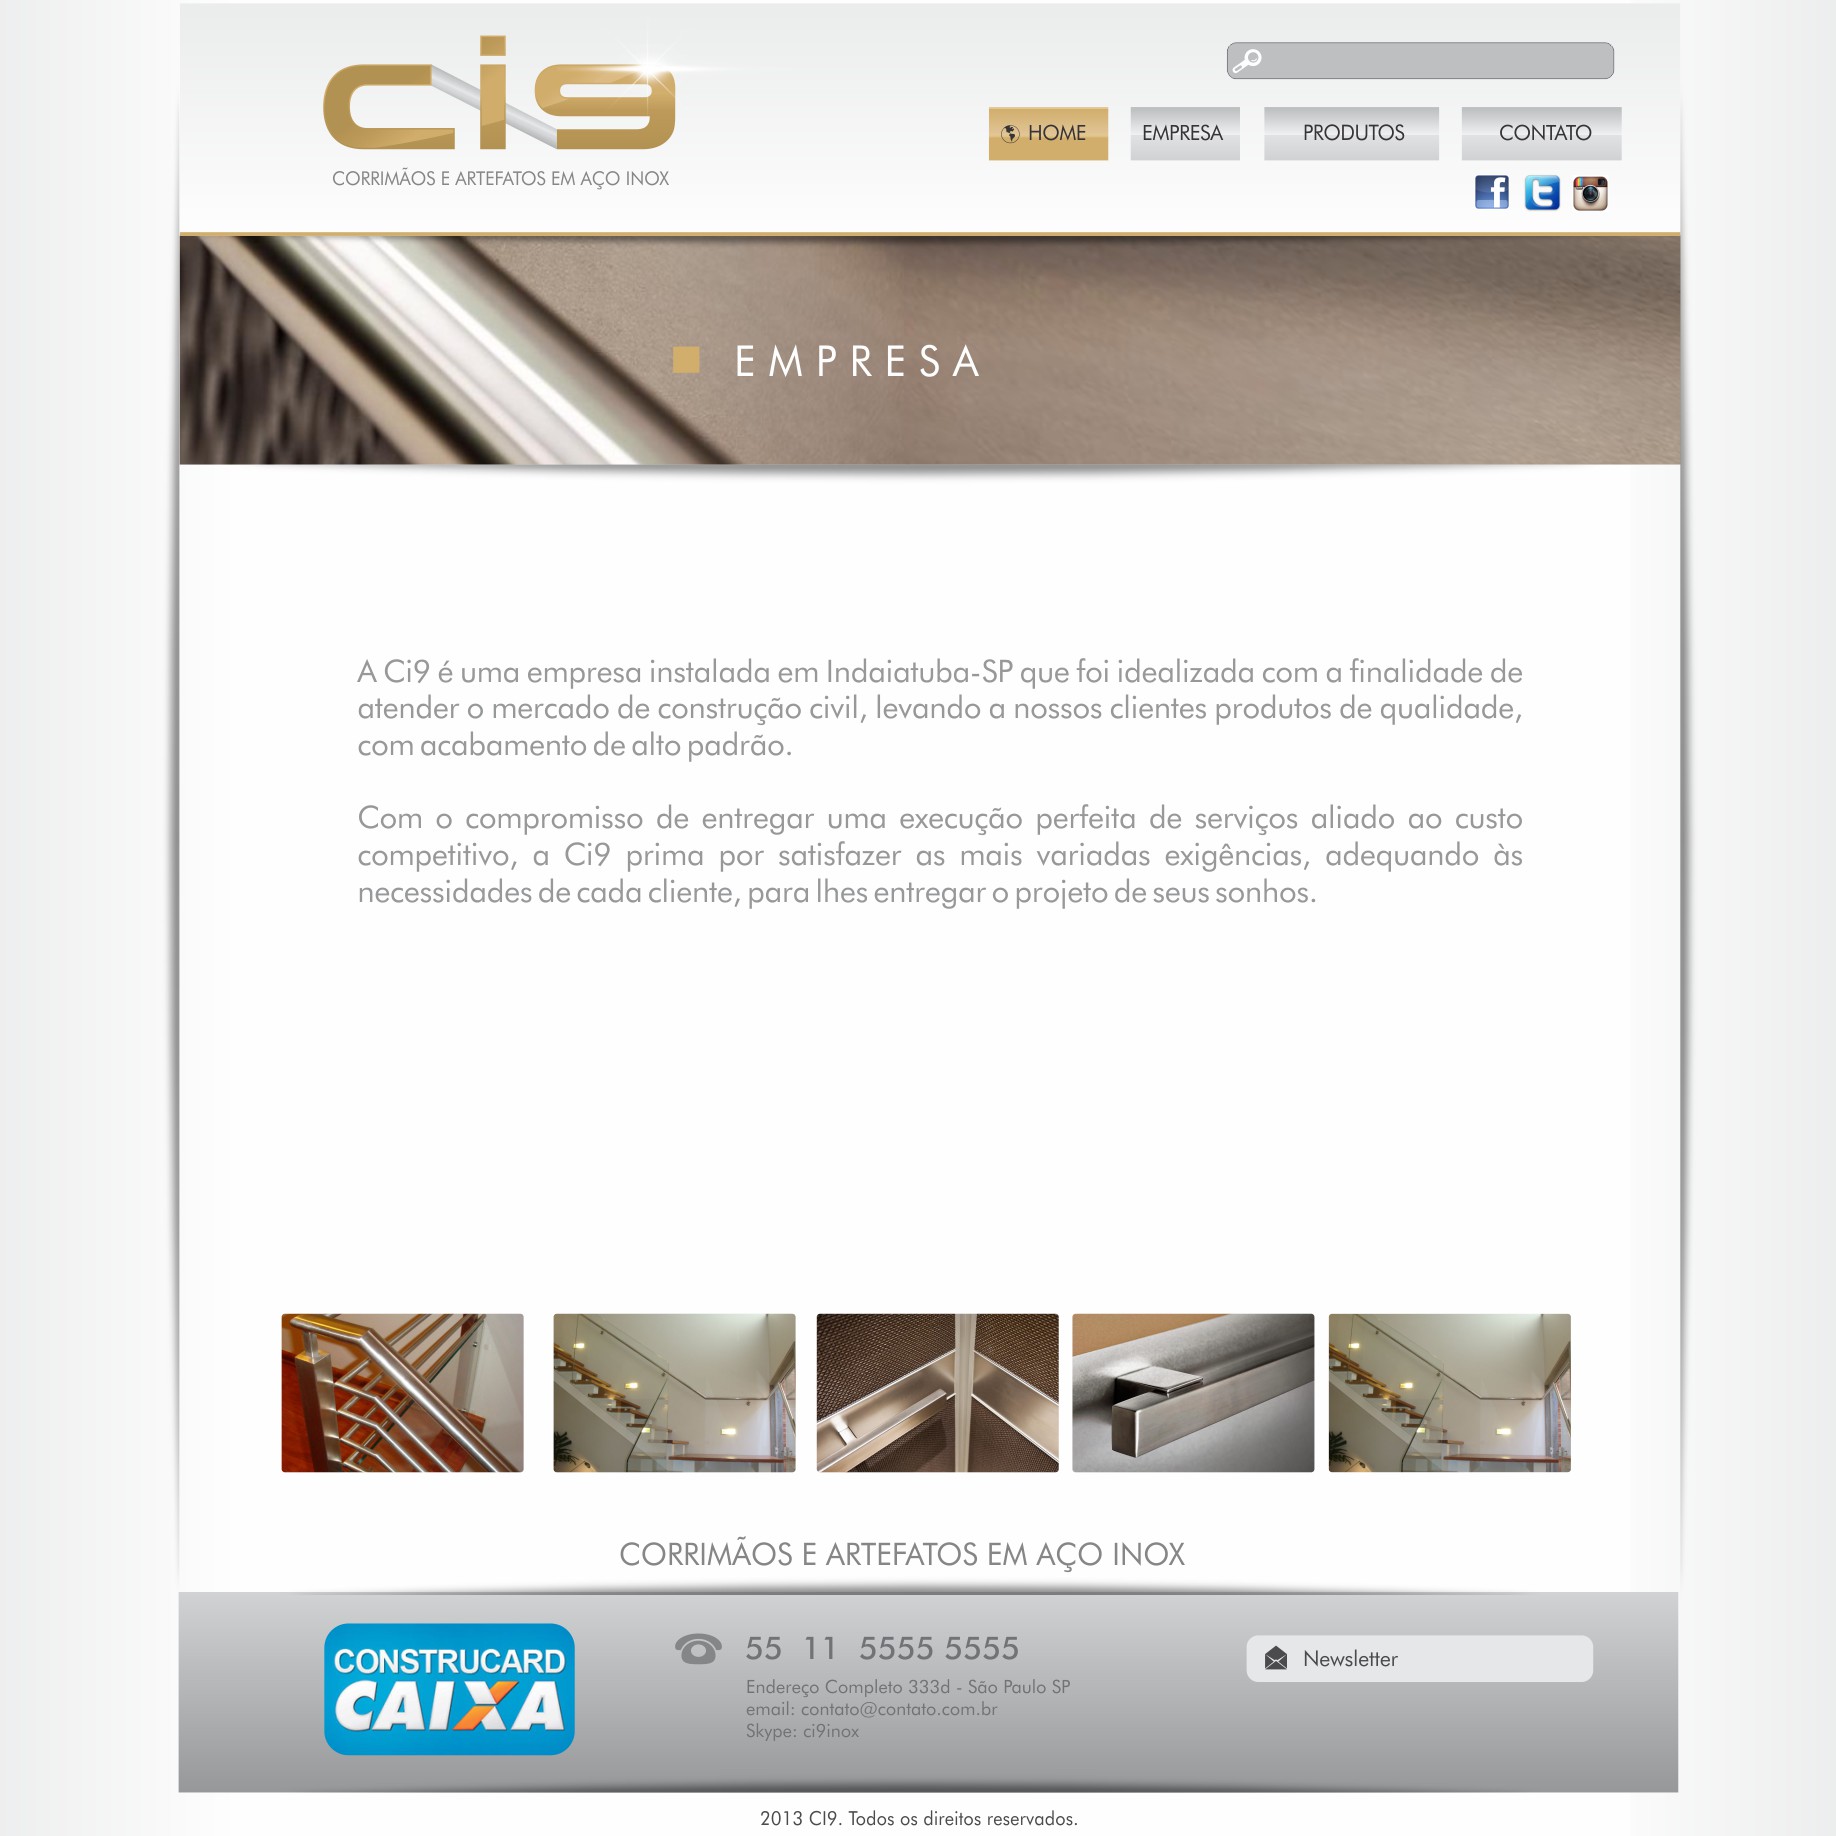 ci9
CORRIMÃOS E ARTEFATOS EM AÇO INOX
HOME
EMPRESA
PRODUTOS
CONTATO
EMPRESA
A Ci9 é uma empresa instalada em Indaiatuba-SP que foi idealizada com a finalidade de
atender o mercado de construção civil, levando a nossos clientes produtos de qualidade,
com acabamento de alto padrão.
Com o compromisso de entregar uma execução perfeita de serviços aliado ao custo
competitivo, a Ci9 prima por satisfazer as mais variadas exigências, adequando às
necessidades de cada cliente, para lhes entregar o projeto de seus sonhos.
CORRIMÃOS E ARTEFATOS EM AÇO INOX
CONSTRUCARD
CAIXA
55 11 5555 5555
Endereço Completo 333d - São Paulo SP
email: contato@contato.com.br
Skype: ci9inox
Newsletter
2013 CI9. Todos os direitos reservados.